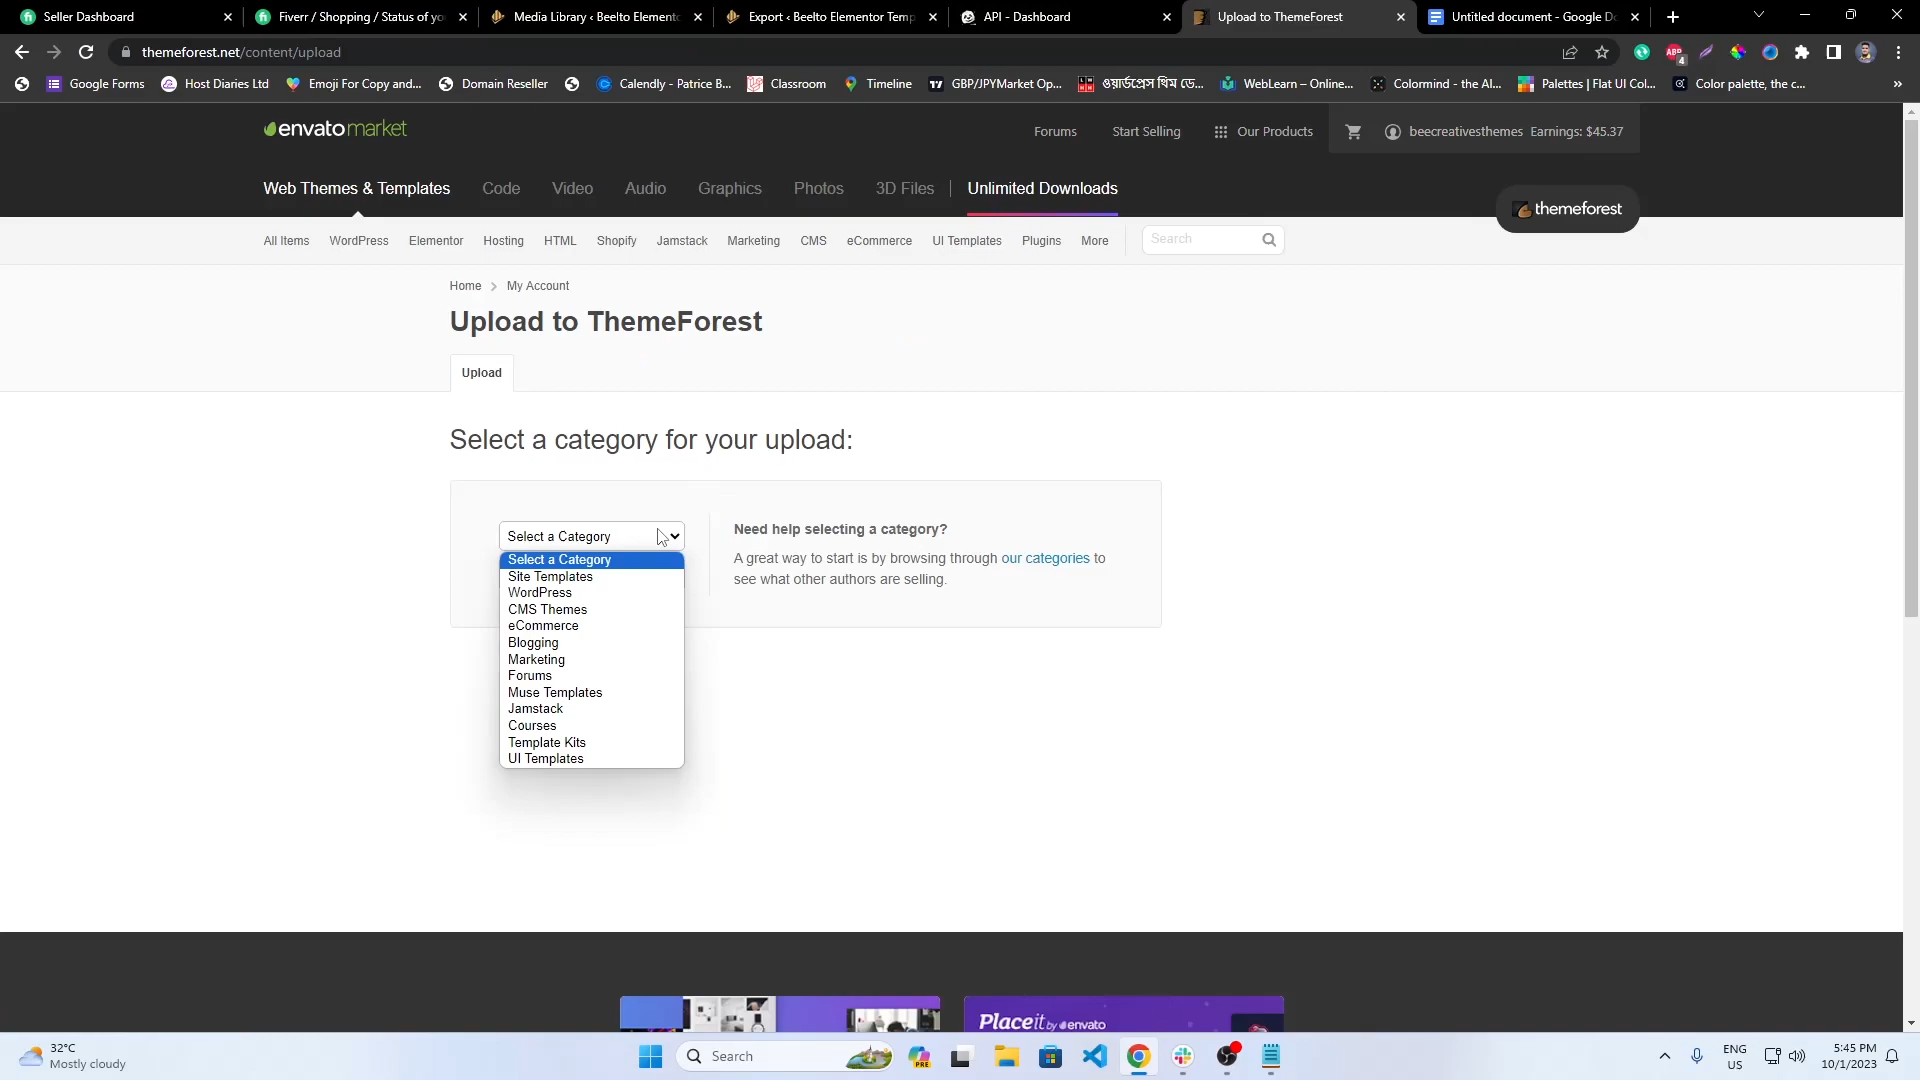 Seller Dashboard
Fiverr / Shopping / Status of yo
Media Library ‹ Beelto Elemento
Export ‹ Beelto Elementor Temp
API - Dashboard
Upload to ThemeForest
Untitled document - Google Do
themeforest.net/content/upload
ABP
4
Google Forms
Host Diaries Ltd
Emoji For Copy and...
Domain Reseller
Calendly - Patrice B...
Classroom
Timeline
GBP/JPYMarket Op...
ওয়ার্ডপ্রেস থিম ডে...
WebLearn – Online...
Colormind - the AI...
Palettes | Flat UI Col...
Color palette, the c...
»
envato market
Forums
Start Selling
Our Products
beecreativesthemes Earnings: $45.37
Web Themes & Templates
Code
Video
Audio
Graphics
Photos
3D Files
Unlimited Downloads
themeforest
All Items
WordPress
Elementor
Hosting
HTML
Shopify
Jamstack
Marketing
CMS
eCommerce
UI Templates
Plugins
More
Search
Home
My Account
Upload to ThemeForest
Upload
Select a category for your upload:
Select a Category
Select a Category
Site Templates
WordPress
CMS Themes
eCommerce
Blogging
Marketing
Forums
Muse Templates
Jamstack
Courses
Template Kits
UI Templates
Need help selecting a category?
A great way to start is by browsing through our categories to
see what other authors are selling.
Placeit by envato
32°C
Mostly cloudy
Search
PRE
ENG
US
5:45 PM
10/1/2023